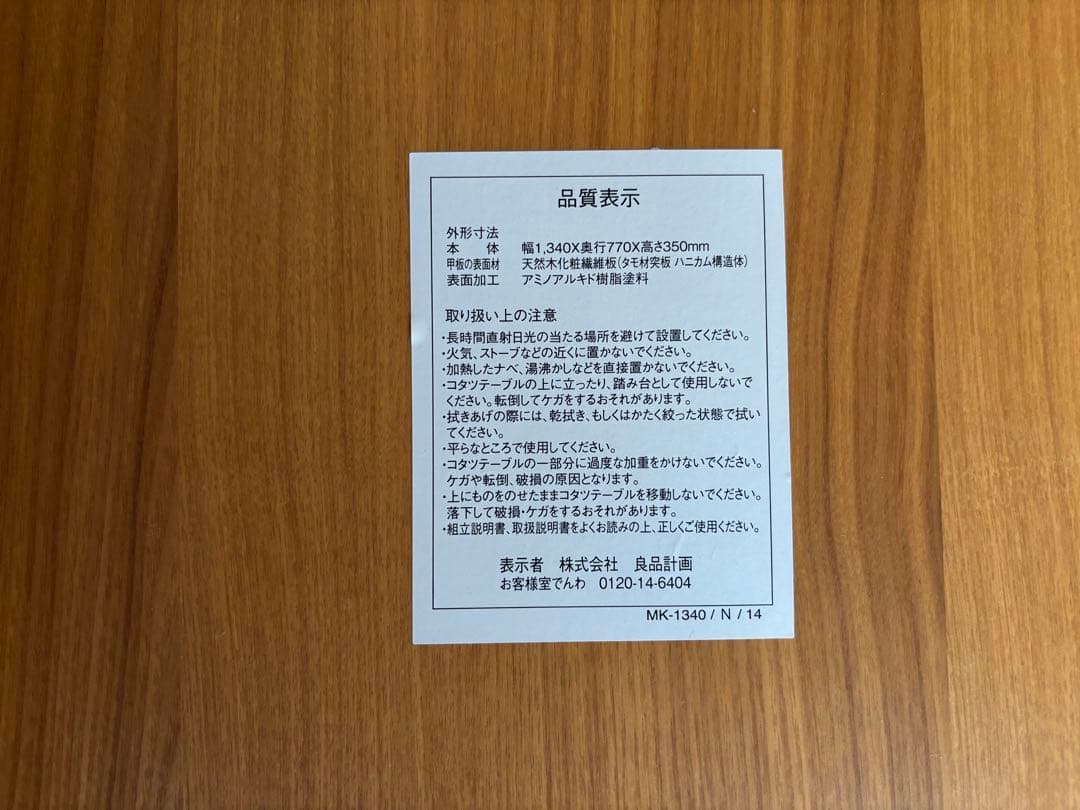 品質表示
外形寸法
本　体　幅1,340X奥行770X高さ350mm
甲板の表面材　天然木化粧繊維板(タモ材突板 ハニカム構造体)
表面加工　アミノアルキド樹脂塗料
取り扱い上の注意
・長時間直射日光の当たる場所を避けて設置してください。
・火気、ストーブなどの近くに置かないでください。
・加熱したナベ、湯沸かしなどを直接置かないでください。
・コタツテーブルの上に立ったり、踏み台として使用しないで
ください。転倒してケガをするおそれがあります。
・拭きあげの際には、乾拭き、もしくはかたく絞った状態で拭い
てください。
・平らなところで使用してください。
・コタツテーブルの一部分に過度な加重をかけないでください。
ケガや転倒、破損の原因となります。
・上にものをのせたままコタツテーブルを移動しないでください。
落下して破損・ケガをするおそれがあります。
・組立説明書、取扱説明書をよくお読みの上、正しくご使用ください。
表示者　株式会社　良品計画
お客様室でんわ　0120-14-6404
MK-1340 / N / 14